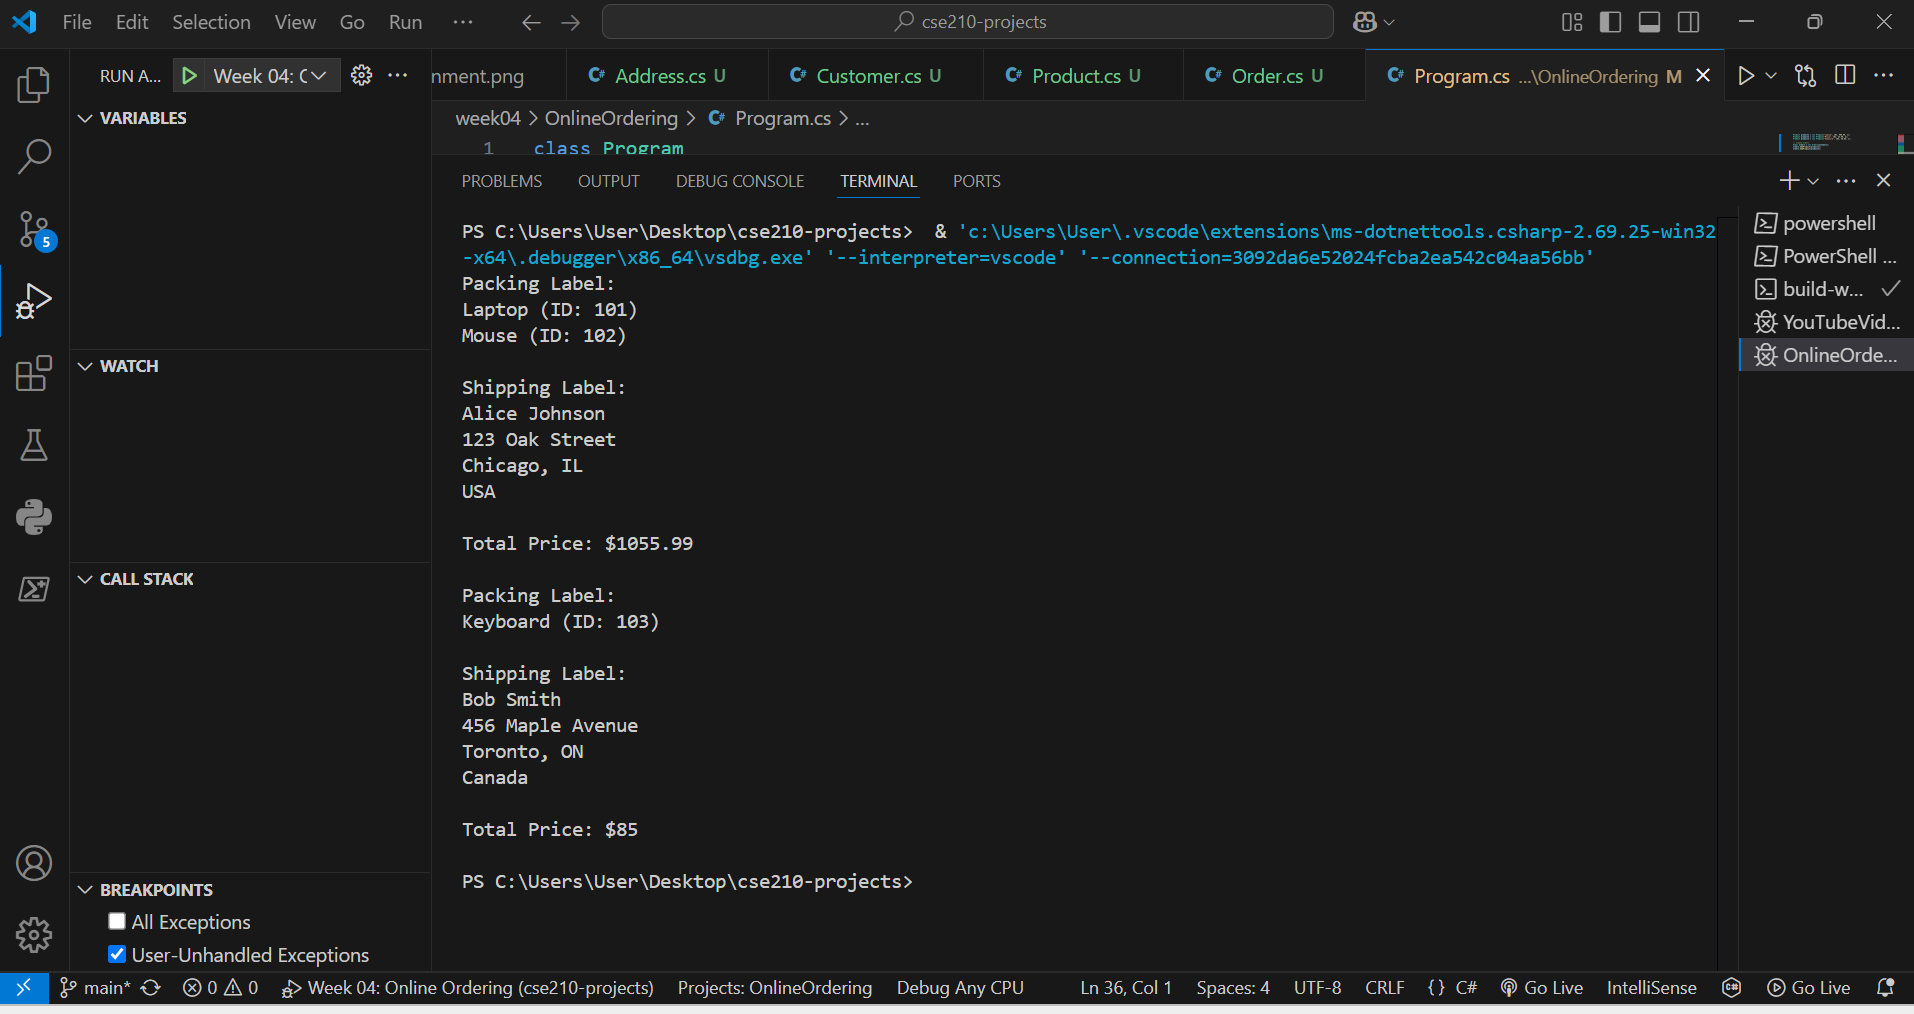 File Edit Selection View Go Run ··· cse210-projects
RUN A... Week 04: C ···
nment.png Address.cs U Customer.cs U Product.cs U Order.cs U Program.cs ...\OnlineOrdering M ···
VARIABLES
week04 > OnlineOrdering > Program.cs > ...
1 class Program
PROBLEMS OUTPUT DEBUG CONSOLE TERMINAL PORTS ···
PS C:\Users\User\Desktop\cse210-projects>  & 'c:\Users\User\.vscode\extensions\ms-dotnettools.csharp-2.69.25-win32
-x64\.debugger\x86_64\vsdbg.exe' '--interpreter=vscode' '--connection=3092da6e52024fcba2ea542c04aa56bb'
Packing Label:
Laptop (ID: 101)
Mouse (ID: 102)
Shipping Label:
Alice Johnson
123 Oak Street
Chicago, IL
USA
Total Price: $1055.99
Packing Label:
Keyboard (ID: 103)
Shipping Label:
Bob Smith
456 Maple Avenue
Toronto, ON
Canada
Total Price: $85
PS C:\Users\User\Desktop\cse210-projects>
powershell
PowerShell ...
build-w...
YouTubeVid...
OnlineOrde...
5
WATCH
CALL STACK
BREAKPOINTS
All Exceptions
User-Unhandled Exceptions
main* 0 0 Week 04: Online Ordering (cse210-projects) Projects: OnlineOrdering Debug Any CPU Ln 36, Col 1 Spaces: 4 UTF-8 CRLF {} C# Go Live IntelliSense Go Live